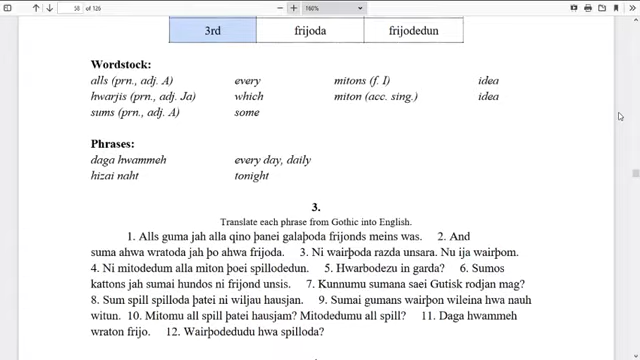 58 of 126
160%
3rd frijoda frijodedun
Wordstock:
alls (prn., adj. A) every mitons (f. I) idea
hwarjis (prn., adj. Ja) which miton (acc. sing.) idea
sums (prn., adj. A) some
Phrases:
daga hwammeh every day, daily
hizai naht tonight
3.
Translate each phrase from Gothic into English.
1. Alls guma jah alla qino þanei galaþoda frijonds meins was. 2. And
suma ahwa wratoda jah þo ahwa frijoda. 3. Ni wairþoda razda unsara. Nu ija wairþom.
4. Ni mitodedum alla miton þoei spillodedun. 5. Hwarbodezu in garda? 6. Sumos
kattons jah sumai hundos ni frijond unsis. 7. Kunnumu sumana saei Gutisk rodjan mag?
8. Sum spill spilloda þatei ni wiljau hausjan. 9. Sumai gumans wairþon wileina hwa nauh
witun. 10. Mitomu all spill þatei hausjam? Mitodedumu all spill? 11. Daga hwammeh
wraton frijo. 12. Wairþodedudu hwa spilloda?